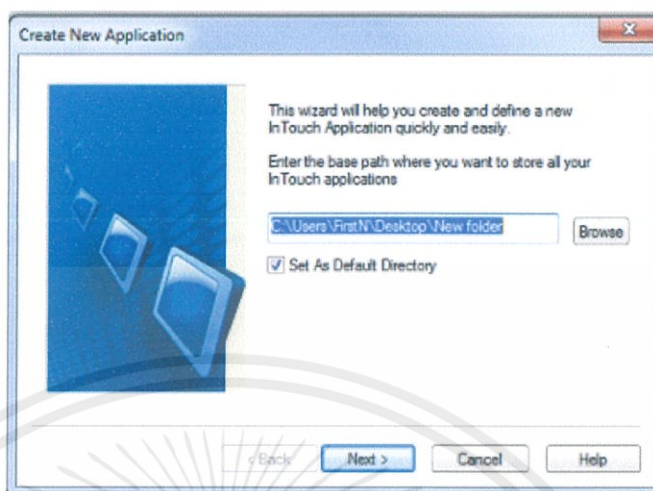 Create New Application
This wizard will help you create and define a new
InTouch Application quickly and easily.
Enter the base path where you want to store all your
InTouch applications
C:\Users\FirstN\Desktop\New folder
Browse
Set As Default Directory
< Back
Next >
Cancel
Help